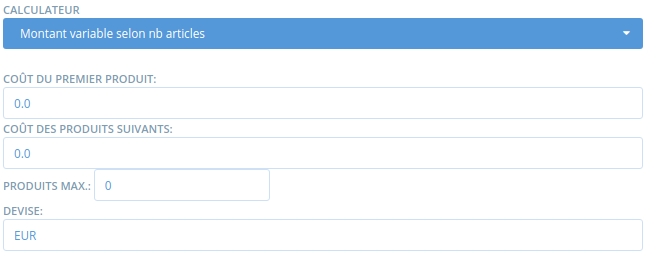 CALCULATEUR
Montant variable selon nb articles
COÛT DU PREMIER PRODUIT:
0.0
COÛT DES PRODUITS SUIVANTS:
0.0
PRODUITS MAX.: 0
DEVISE:
EUR